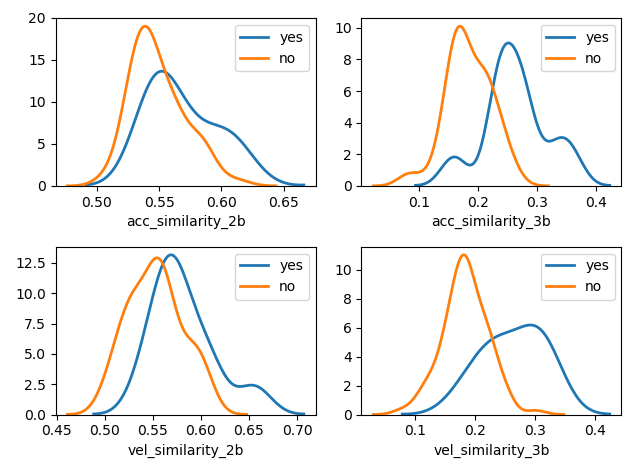 20
15
10
5
0
yes
no
0.50 0.55 0.60 0.65
acc_similarity_2b
10
8
6
4
2
0
yes
no
0.1 0.2 0.3 0.4
acc_similarity_3b
12.5
10.0
7.5
5.0
2.5
0.0
yes
no
0.45 0.50 0.55 0.60 0.65 0.70
vel_similarity_2b
10
8
6
4
2
0
yes
no
0.1 0.2 0.3 0.4
vel_similarity_3b